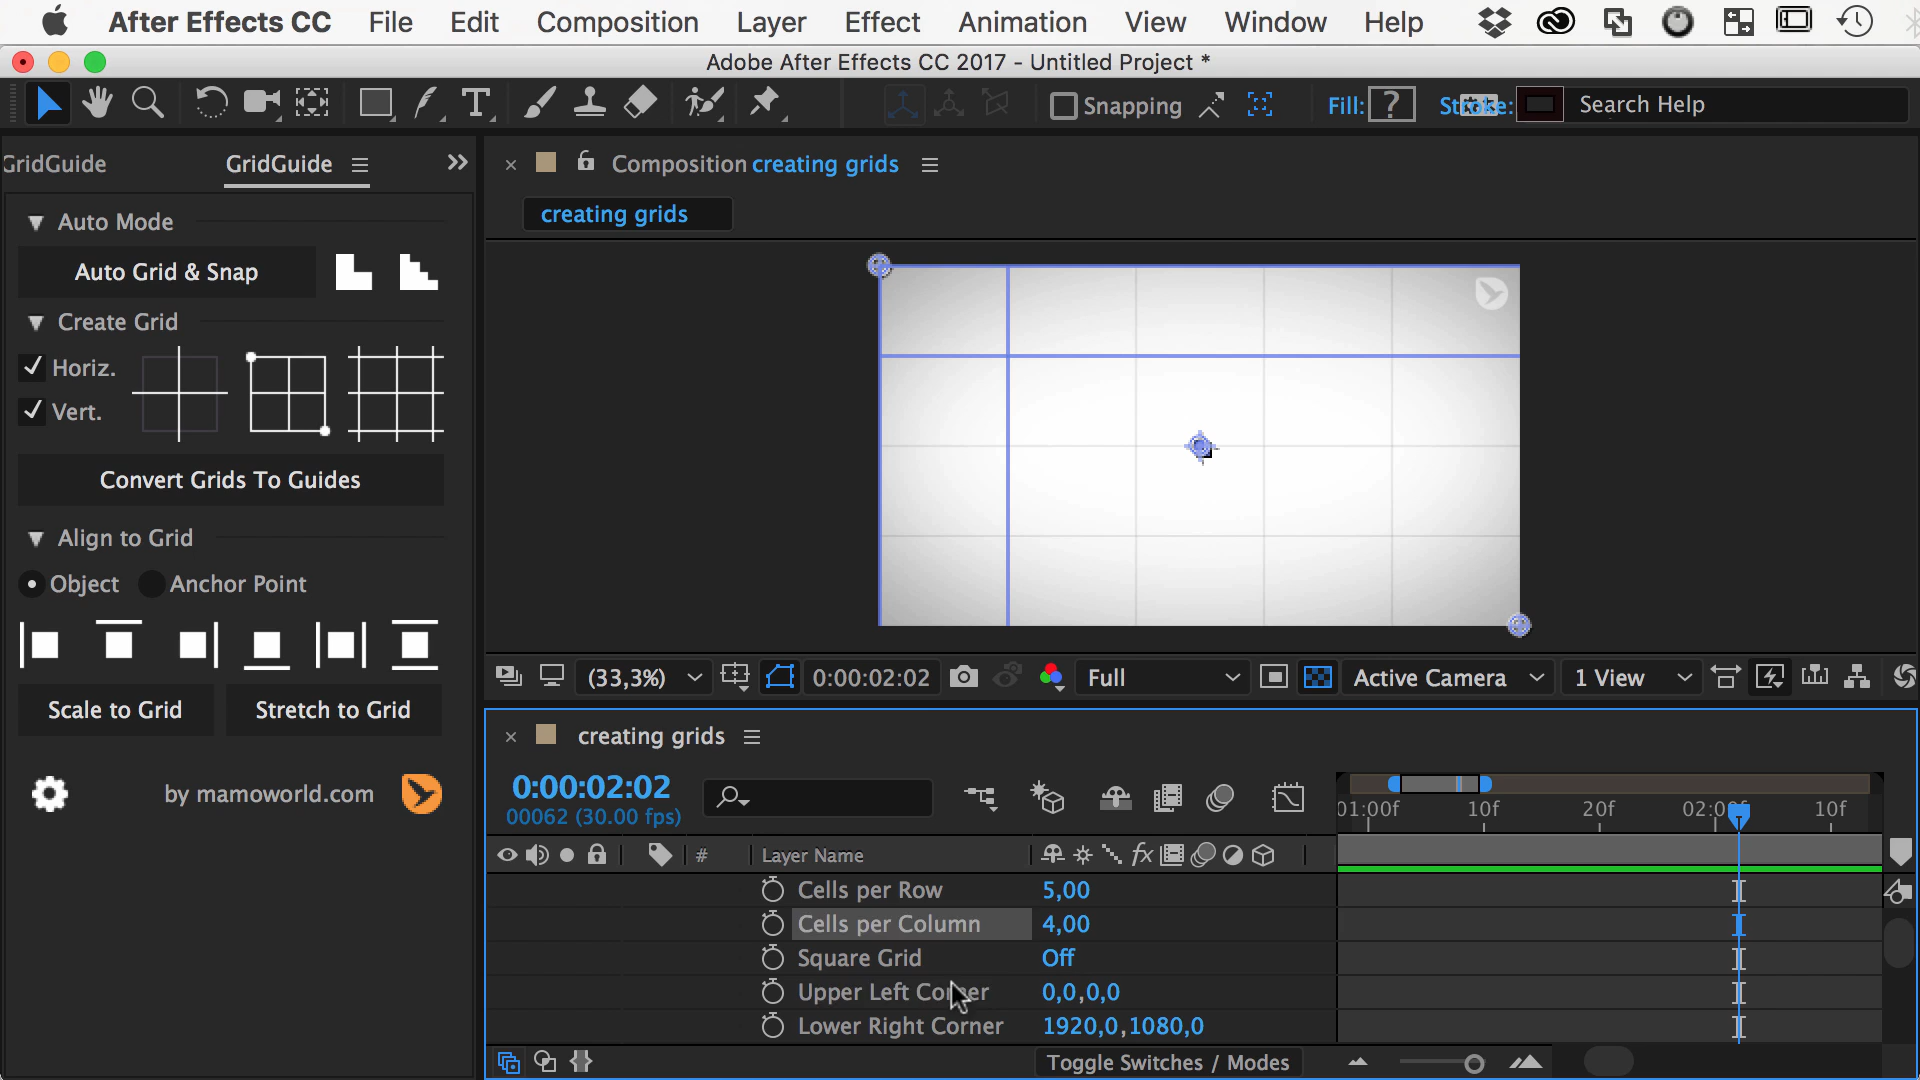 After Effects CC File Edit Composition Layer Effect Animation View Window Help
Adobe After Effects CC 2017 - Untitled Project *
Snapping Fill: ? Stroke: Search Help
GridGuide GridGuide
Composition creating grids
creating grids
Auto Mode
Auto Grid & Snap
Create Grid
Horiz.
Vert.
Convert Grids To Guides
Align to Grid
Object Anchor Point
Scale to Grid Stretch to Grid
by mamoworld.com
(33,3%) 0:00:02:02 Full Active Camera 1 View
creating grids
0:00:02:02
00062 (30.00 fps)
01:00f 10f 20f 02:00f 10f
# Layer Name fx
Cells per Row 5,00
Cells per Column 4,00
Square Grid Off
Upper Left Corner 0,0,0,0
Lower Right Corner 1920,0,1080,0
Toggle Switches / Modes